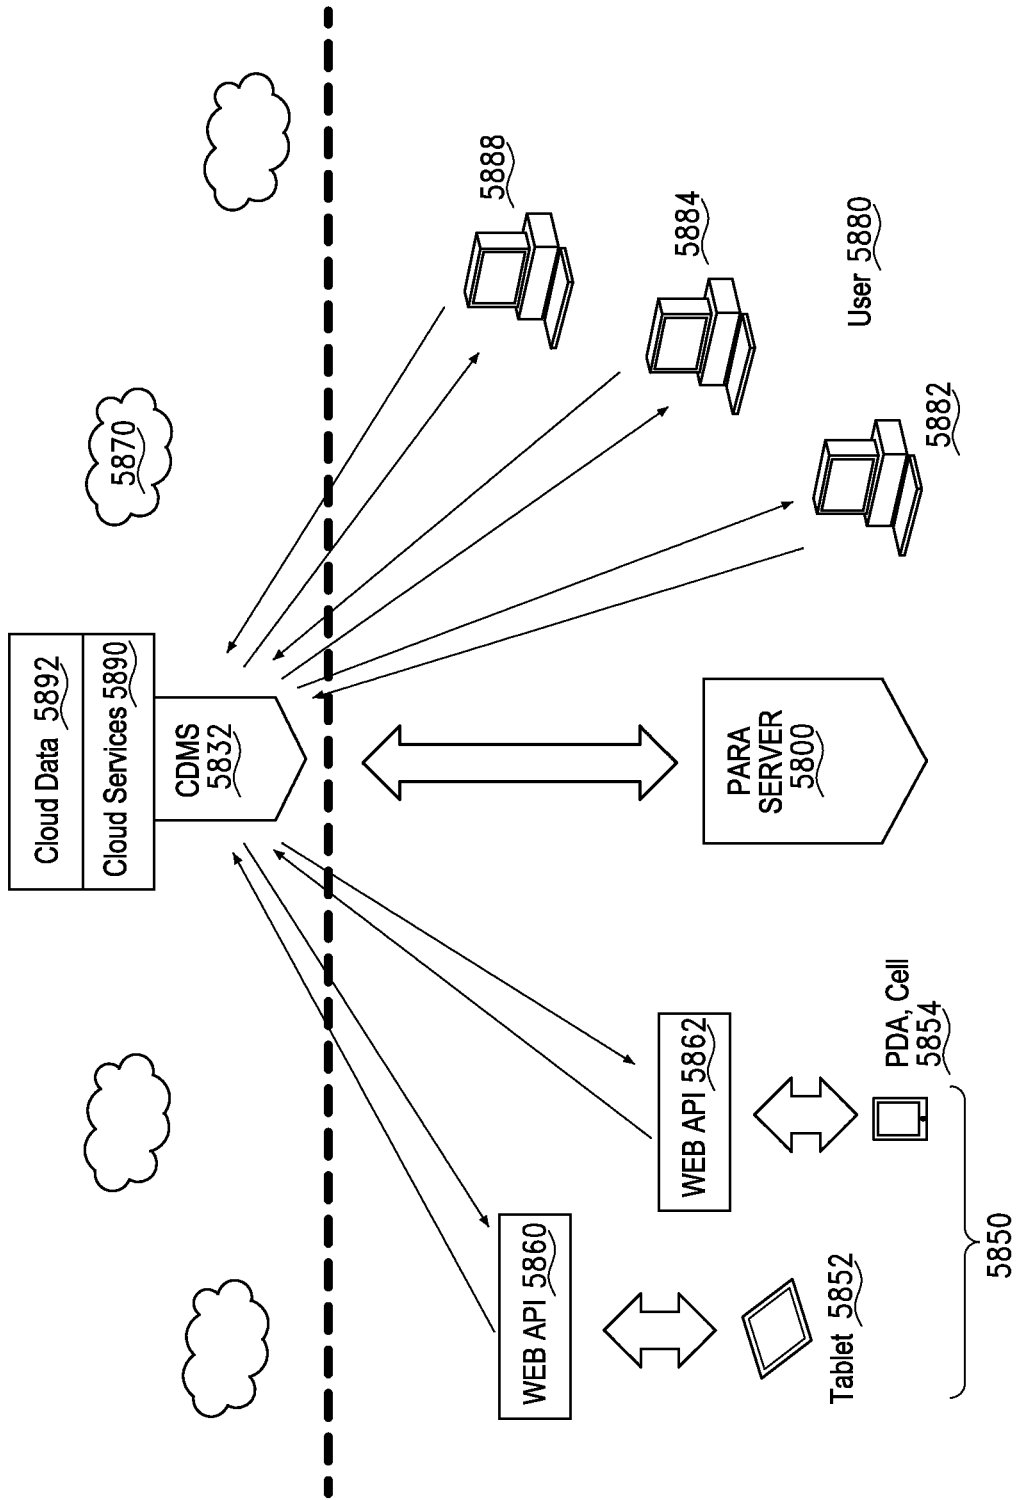 Cloud Data 5892
Cloud Services 5890
CDMS
5832
5870
WEB API 5860
WEB API 5862
Tablet 5852
PDA, Cell
5854
5850
PARA
SERVER
5800
5888
5884
5882
User 5880